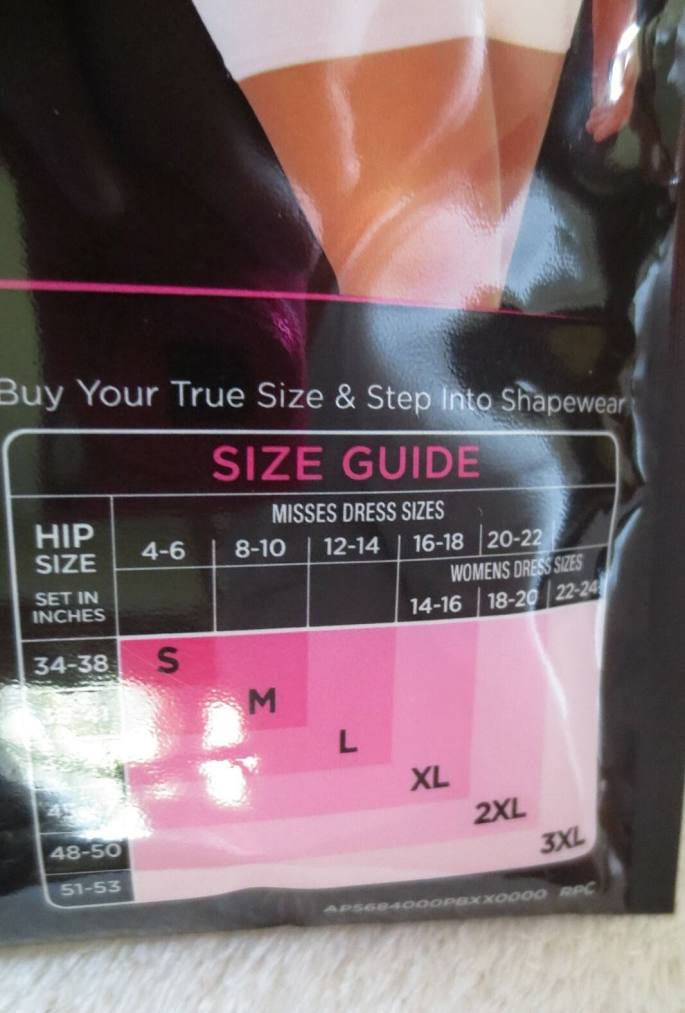 Buy Your True Size & Step Into Shapewear
SIZE GUIDE
MISSES DRESS SIZES
HIP
SIZE
SET IN
INCHES
4-6 8-10 12-14 16-18 20-22
WOMENS DRESS SIZES
14-16 18-20 22-24
34-38 S
M
L
XL
2XL
48-50 3XL
51-53
AP5684000PBXX0000 RPC